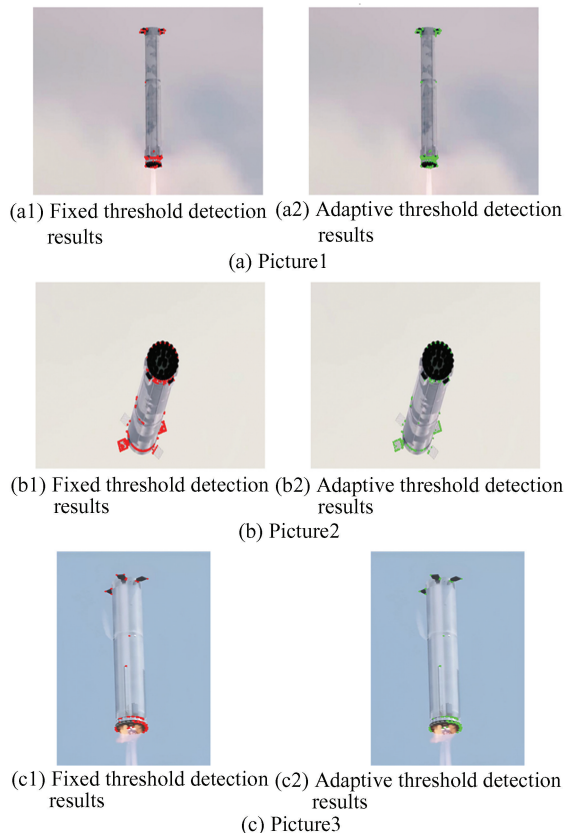 (a1) Fixed threshold detection
results
(a2) Adaptive threshold detection
results
(a) Picture1
(b1) Fixed threshold detection
results
(b2) Adaptive threshold detection
results
(b) Picture2
(c1) Fixed threshold detection
results
(c2) Adaptive threshold detection
results
(c) Picture3